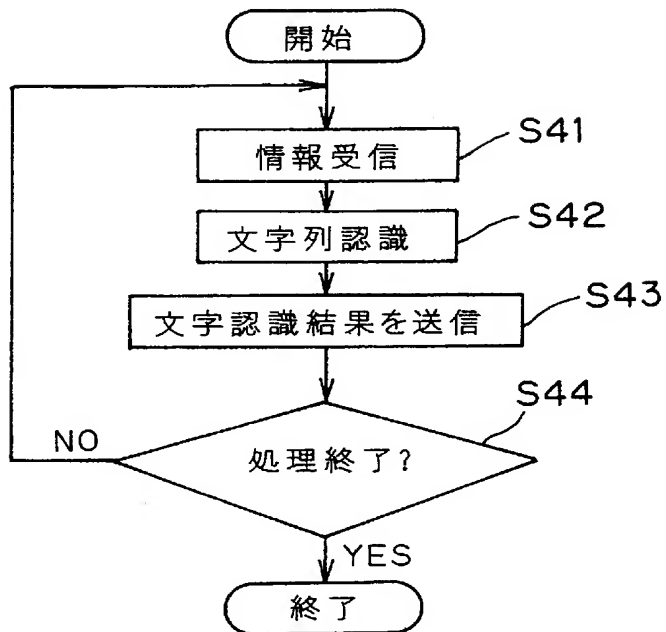 開始
情報受信
S41
文字列認識
S42
文字認識結果を送信
S43
処理終了?
S44
NO
YES
終了